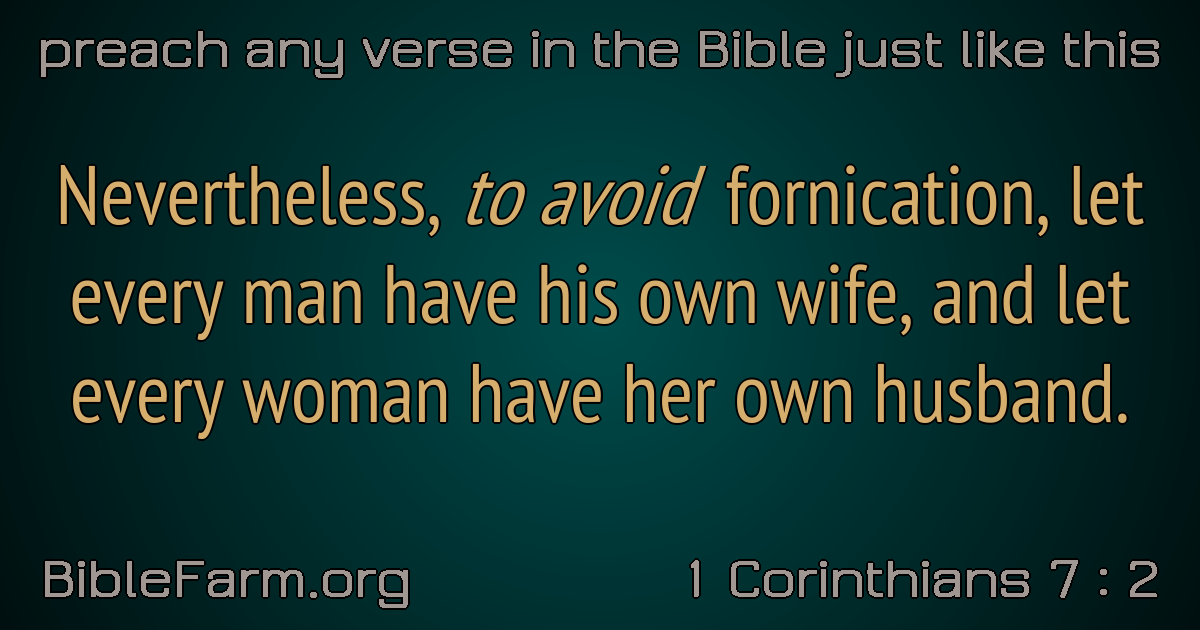 preach any verse in the Bible just like this
Nevertheless, to avoid fornication, let
every man have his own wife, and let
every woman have her own husband.
BibleFarm.org
1 Corinthians 7 : 2